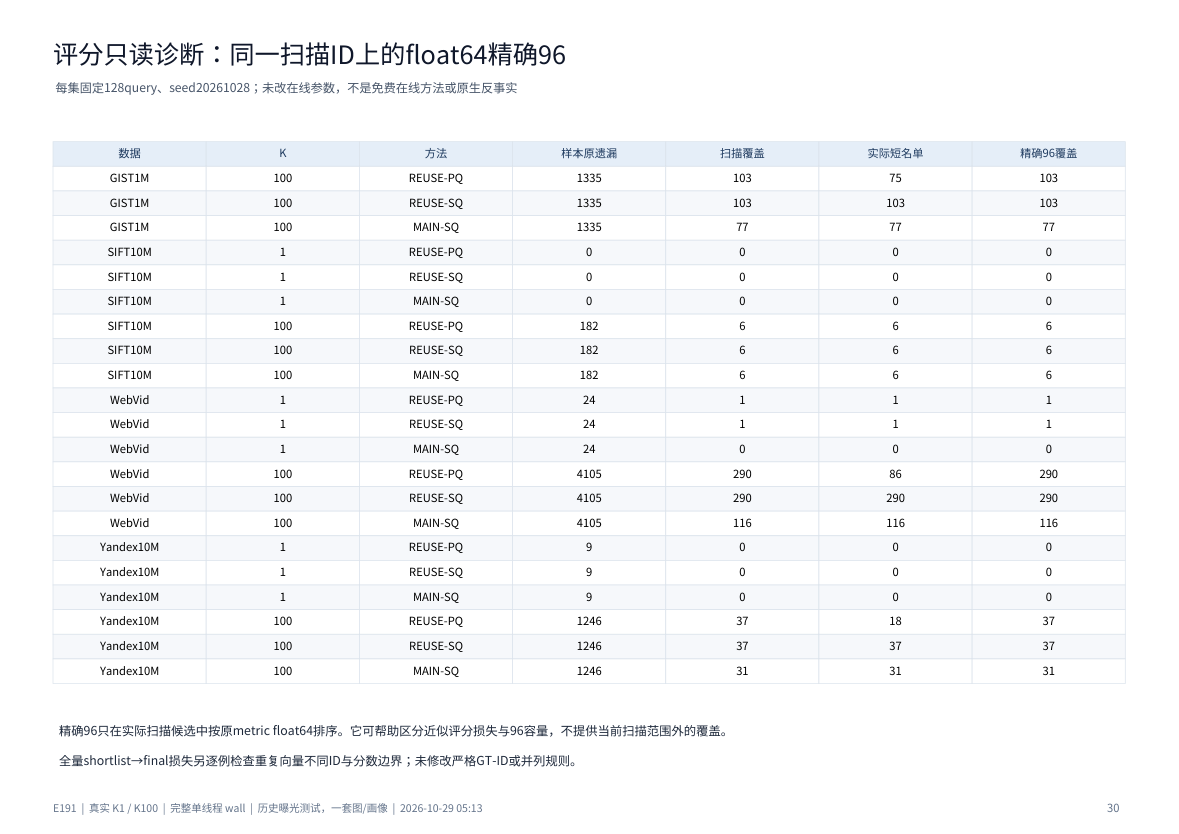 评分只读诊断：同一扫描ID上的float64精确96
每集固定128query、seed20261028；未改在线参数，不是免费在线方法或原生反事实
数据 K 方法 样本原遗漏 扫描覆盖 实际短名单 精确96覆盖
GIST1M 100 REUSE-PQ 1335 103 75 103
GIST1M 100 REUSE-SQ 1335 103 103 103
GIST1M 100 MAIN-SQ 1335 77 77 77
SIFT10M 1 REUSE-PQ 0 0 0 0
SIFT10M 1 REUSE-SQ 0 0 0 0
SIFT10M 1 MAIN-SQ 0 0 0 0
SIFT10M 100 REUSE-PQ 182 6 6 6
SIFT10M 100 REUSE-SQ 182 6 6 6
SIFT10M 100 MAIN-SQ 182 6 6 6
WebVid 1 REUSE-PQ 24 1 1 1
WebVid 1 REUSE-SQ 24 1 1 1
WebVid 1 MAIN-SQ 24 0 0 0
WebVid 100 REUSE-PQ 4105 290 86 290
WebVid 100 REUSE-SQ 4105 290 290 290
WebVid 100 MAIN-SQ 4105 116 116 116
Yandex10M 1 REUSE-PQ 9 0 0 0
Yandex10M 1 REUSE-SQ 9 0 0 0
Yandex10M 1 MAIN-SQ 9 0 0 0
Yandex10M 100 REUSE-PQ 1246 37 18 37
Yandex10M 100 REUSE-SQ 1246 37 37 37
Yandex10M 100 MAIN-SQ 1246 31 31 31
精确96只在实际扫描候选中按原metric float64排序。它可帮助区分近似评分损失与96容量，不提供当前扫描范围外的覆盖。
全量shortlist→final损失另逐例检查重复向量不同ID与分数边界；未修改严格GT-ID或并列规则。
E191 | 真实 K1 / K100 | 完整单线程 wall | 历史曝光测试，一套图/画像 | 2026-10-29 05:13
30